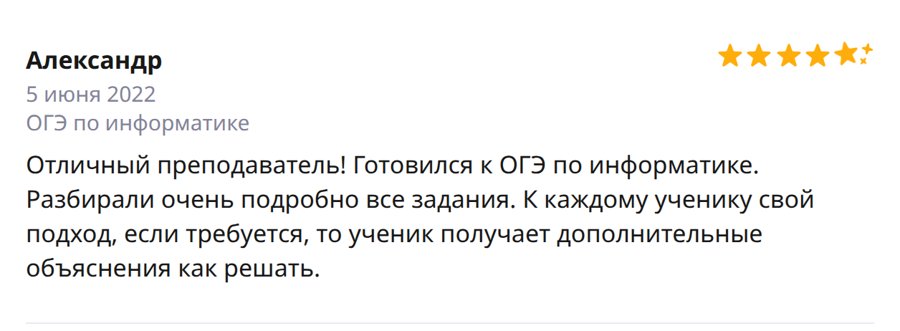 Александр
5 июня 2022
ОГЭ по информатике
Отличный преподаватель! Готовился к ОГЭ по информатике.
Разбирали очень подробно все задания. К каждому ученику свой
подход, если требуется, то ученик получает дополнительные
объяснения как решать.